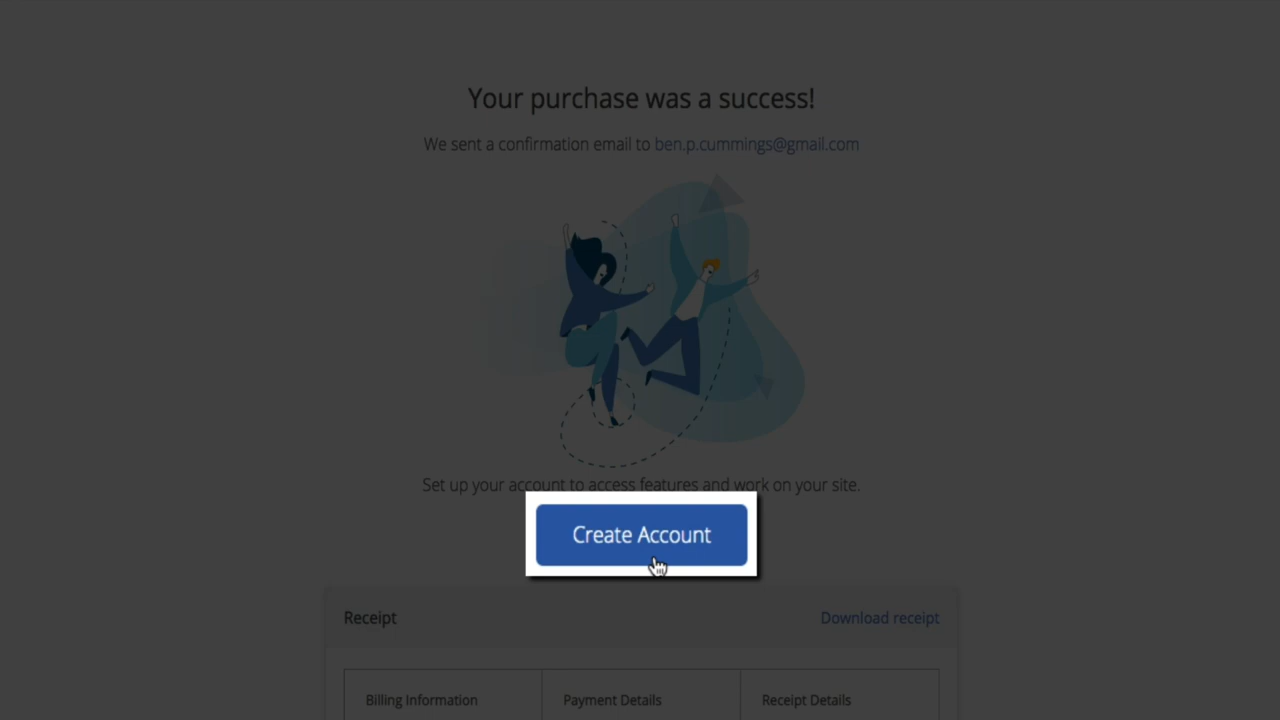 Your purchase was a success!
We sent a confirmation email to ben.p.cummings@gmail.com
Set up your account to access features and work on your site.
Create Account
Receipt Download receipt
Billing Information Payment Details Receipt Details